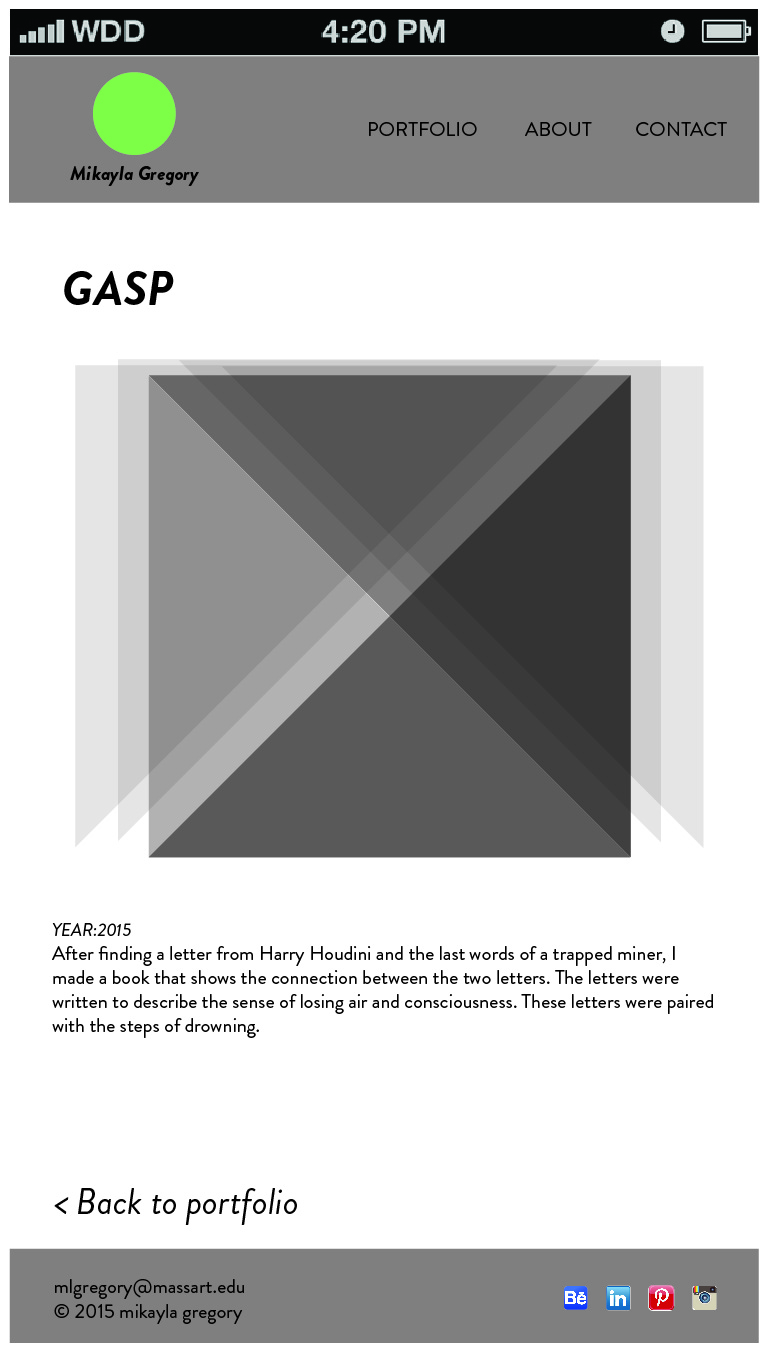 WDD 4:20 PM
PORTFOLIO ABOUT CONTACT
Mikayla Gregory
GASP
YEAR:2015
After finding a letter from Harry Houdini and the last words of a trapped miner, I
made a book that shows the connection between the two letters. The letters were
written to describe the sense of losing air and consciousness. These letters were paired
with the steps of drowning.
< Back to portfolio
mlgregory@massart.edu
© 2015 mikayla gregory
Bē in